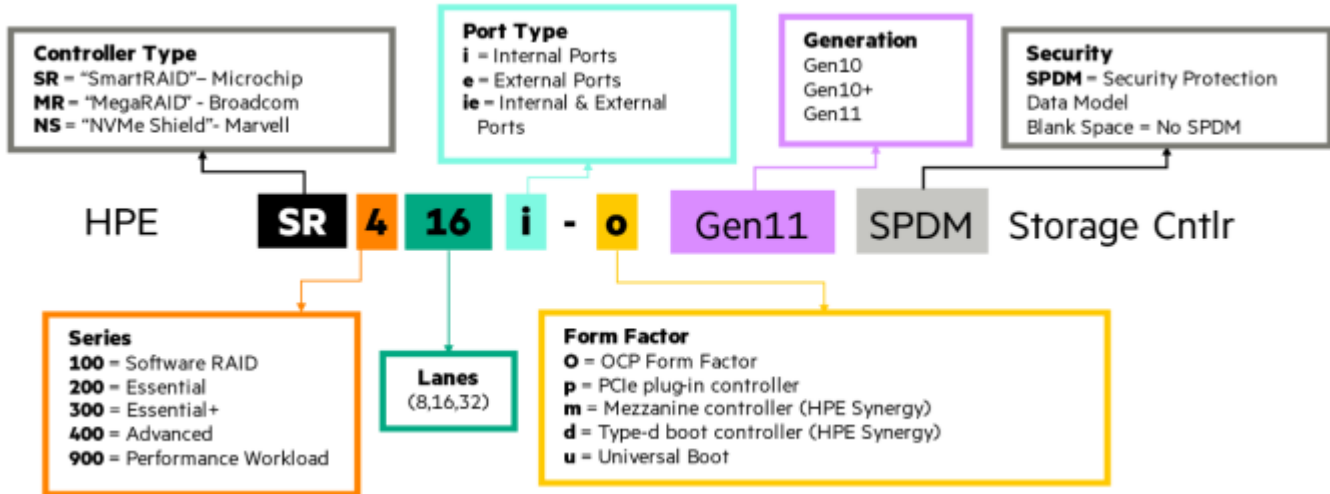 Controller Type
SR = “SmartRAID”– Microchip
MR = “MegaRAID” - Broadcom
NS = “NVMe Shield”- Marvell
Port Type
i = Internal Ports
e = External Ports
ie = Internal & External
Ports
Generation
Gen10
Gen10+
Gen11
Security
SPDM = Security Protection
Data Model
Blank Space = No SPDM
HPE SR 4 16 i - o Gen11 SPDM Storage Cntlr
Series
100 = Software RAID
200 = Essential
300 = Essential+
400 = Advanced
900 = Performance Workload
Lanes
(8,16,32)
Form Factor
O = OCP Form Factor
p = PCIe plug-in controller
m = Mezzanine controller (HPE Synergy)
d = Type-d boot controller (HPE Synergy)
u = Universal Boot